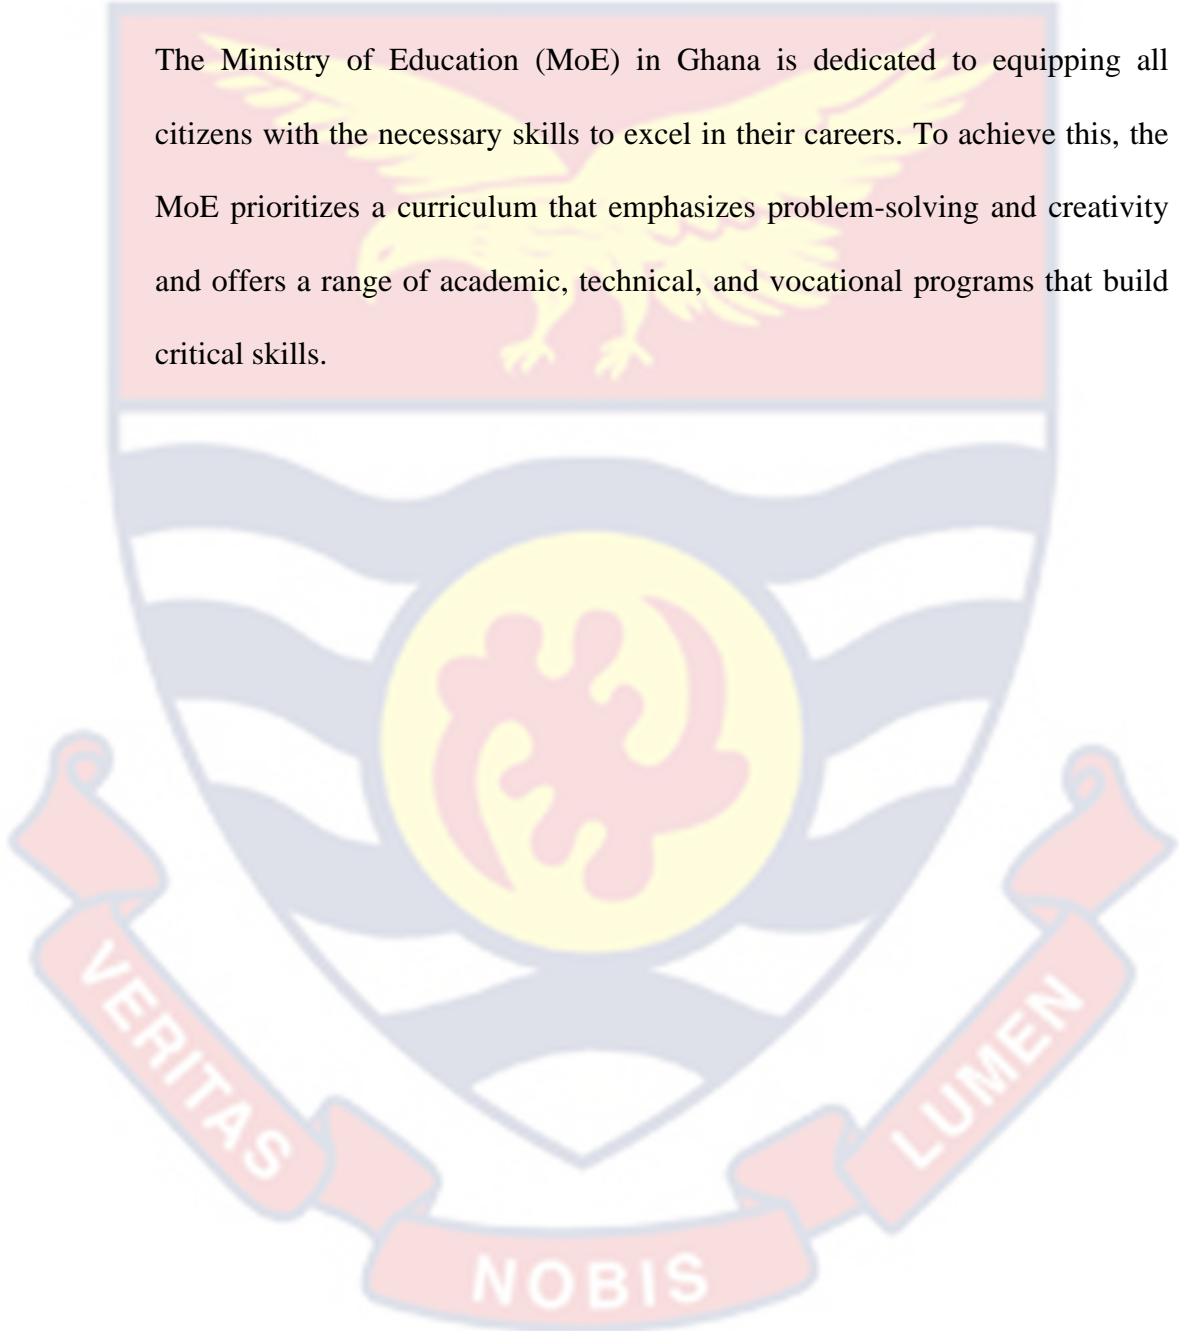 The Ministry of Education (MoE) in Ghana is dedicated to equipping all
citizens with the necessary skills to excel in their careers. To achieve this, the
MoE prioritizes a curriculum that emphasizes problem-solving and creativity
and offers a range of academic, technical, and vocational programs that build
critical skills.
VERITAS
NOBIS
LUMEN